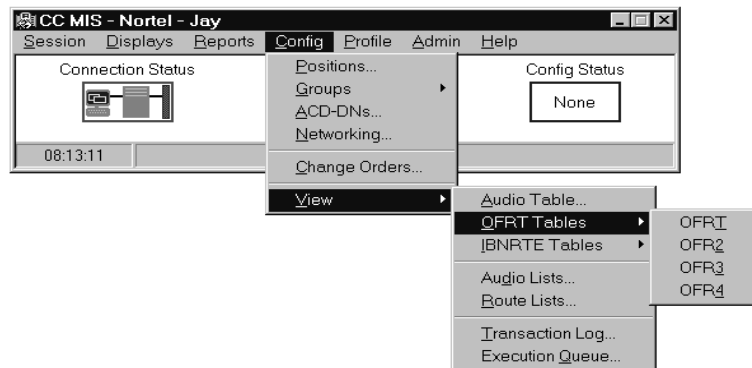 CC MIS - Nortel - Jay
Session Displays Reports Config Profile Admin Help
Connection Status
Config Status
None
08:13:11
Positions...
Groups
ACD-DNs...
Networking...
Change Orders...
View
Audio Table...
OFRT Tables
IBNRTE Tables
Audio Lists...
Route Lists...
Transaction Log...
Execution Queue...
OFRT
OFR2
OFR3
OFR4